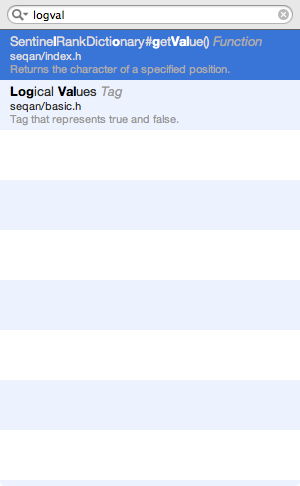 logval
SentinelRankDictionary#getValue() Function
seqan/index.h
Returns the character of a specified position.
Logical Values Tag
seqan/basic.h
Tag that represents true and false.